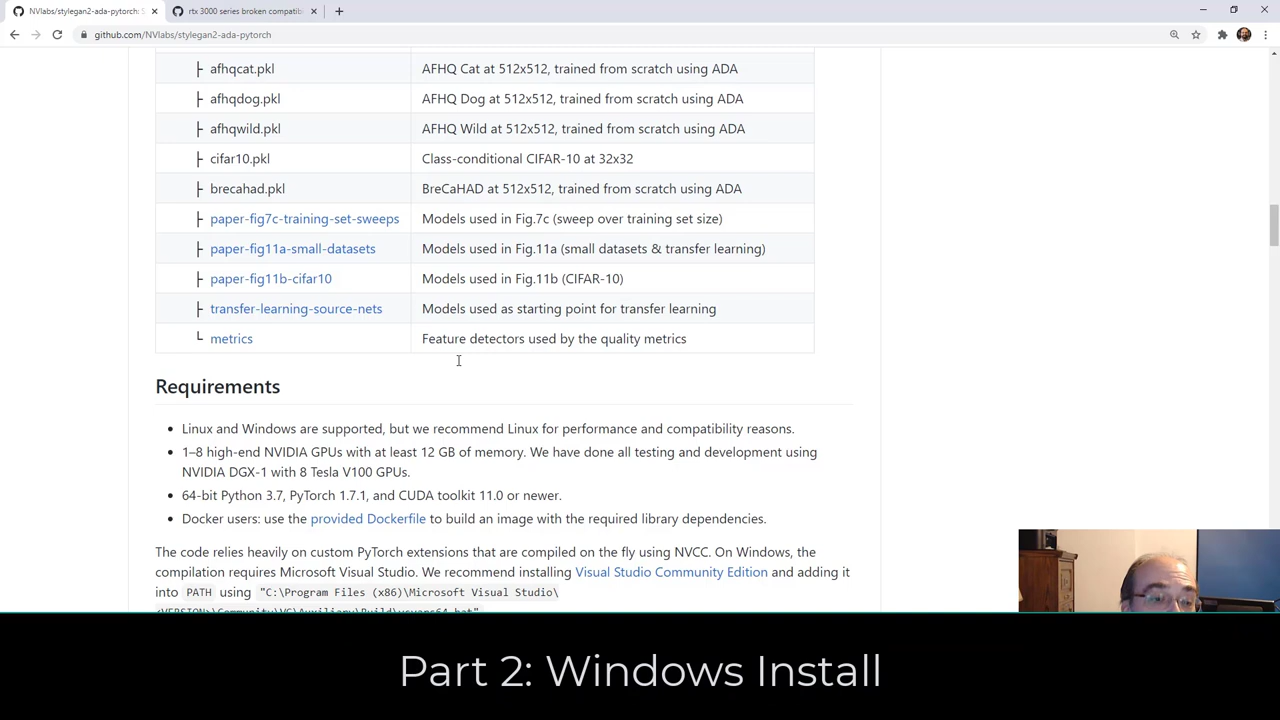 NVlabs/stylegan2-ada-pytorch: S
rtx 3000 series broken compatib
github.com/NVlabs/stylegan2-ada-pytorch
├ afhqcat.pkl AFHQ Cat at 512x512, trained from scratch using ADA
├ afhqdog.pkl AFHQ Dog at 512x512, trained from scratch using ADA
├ afhqwild.pkl AFHQ Wild at 512x512, trained from scratch using ADA
├ cifar10.pkl Class-conditional CIFAR-10 at 32x32
├ brecahad.pkl BreCaHAD at 512x512, trained from scratch using ADA
├ paper-fig7c-training-set-sweeps Models used in Fig.7c (sweep over training set size)
├ paper-fig11a-small-datasets Models used in Fig.11a (small datasets & transfer learning)
├ paper-fig11b-cifar10 Models used in Fig.11b (CIFAR-10)
├ transfer-learning-source-nets Models used as starting point for transfer learning
└ metrics Feature detectors used by the quality metrics
Requirements
• Linux and Windows are supported, but we recommend Linux for performance and compatibility reasons.
• 1–8 high-end NVIDIA GPUs with at least 12 GB of memory. We have done all testing and development using
NVIDIA DGX-1 with 8 Tesla V100 GPUs.
• 64-bit Python 3.7, PyTorch 1.7.1, and CUDA toolkit 11.0 or newer.
• Docker users: use the provided Dockerfile to build an image with the required library dependencies.
The code relies heavily on custom PyTorch extensions that are compiled on the fly using NVCC. On Windows, the
compilation requires Microsoft Visual Studio. We recommend installing Visual Studio Community Edition and adding it
into PATH using "C:\Program Files (x86)\Microsoft Visual Studio\
<VERSION>\Community\VC\Auxiliary\Build\vcvars64.bat"
Part 2: Windows Install